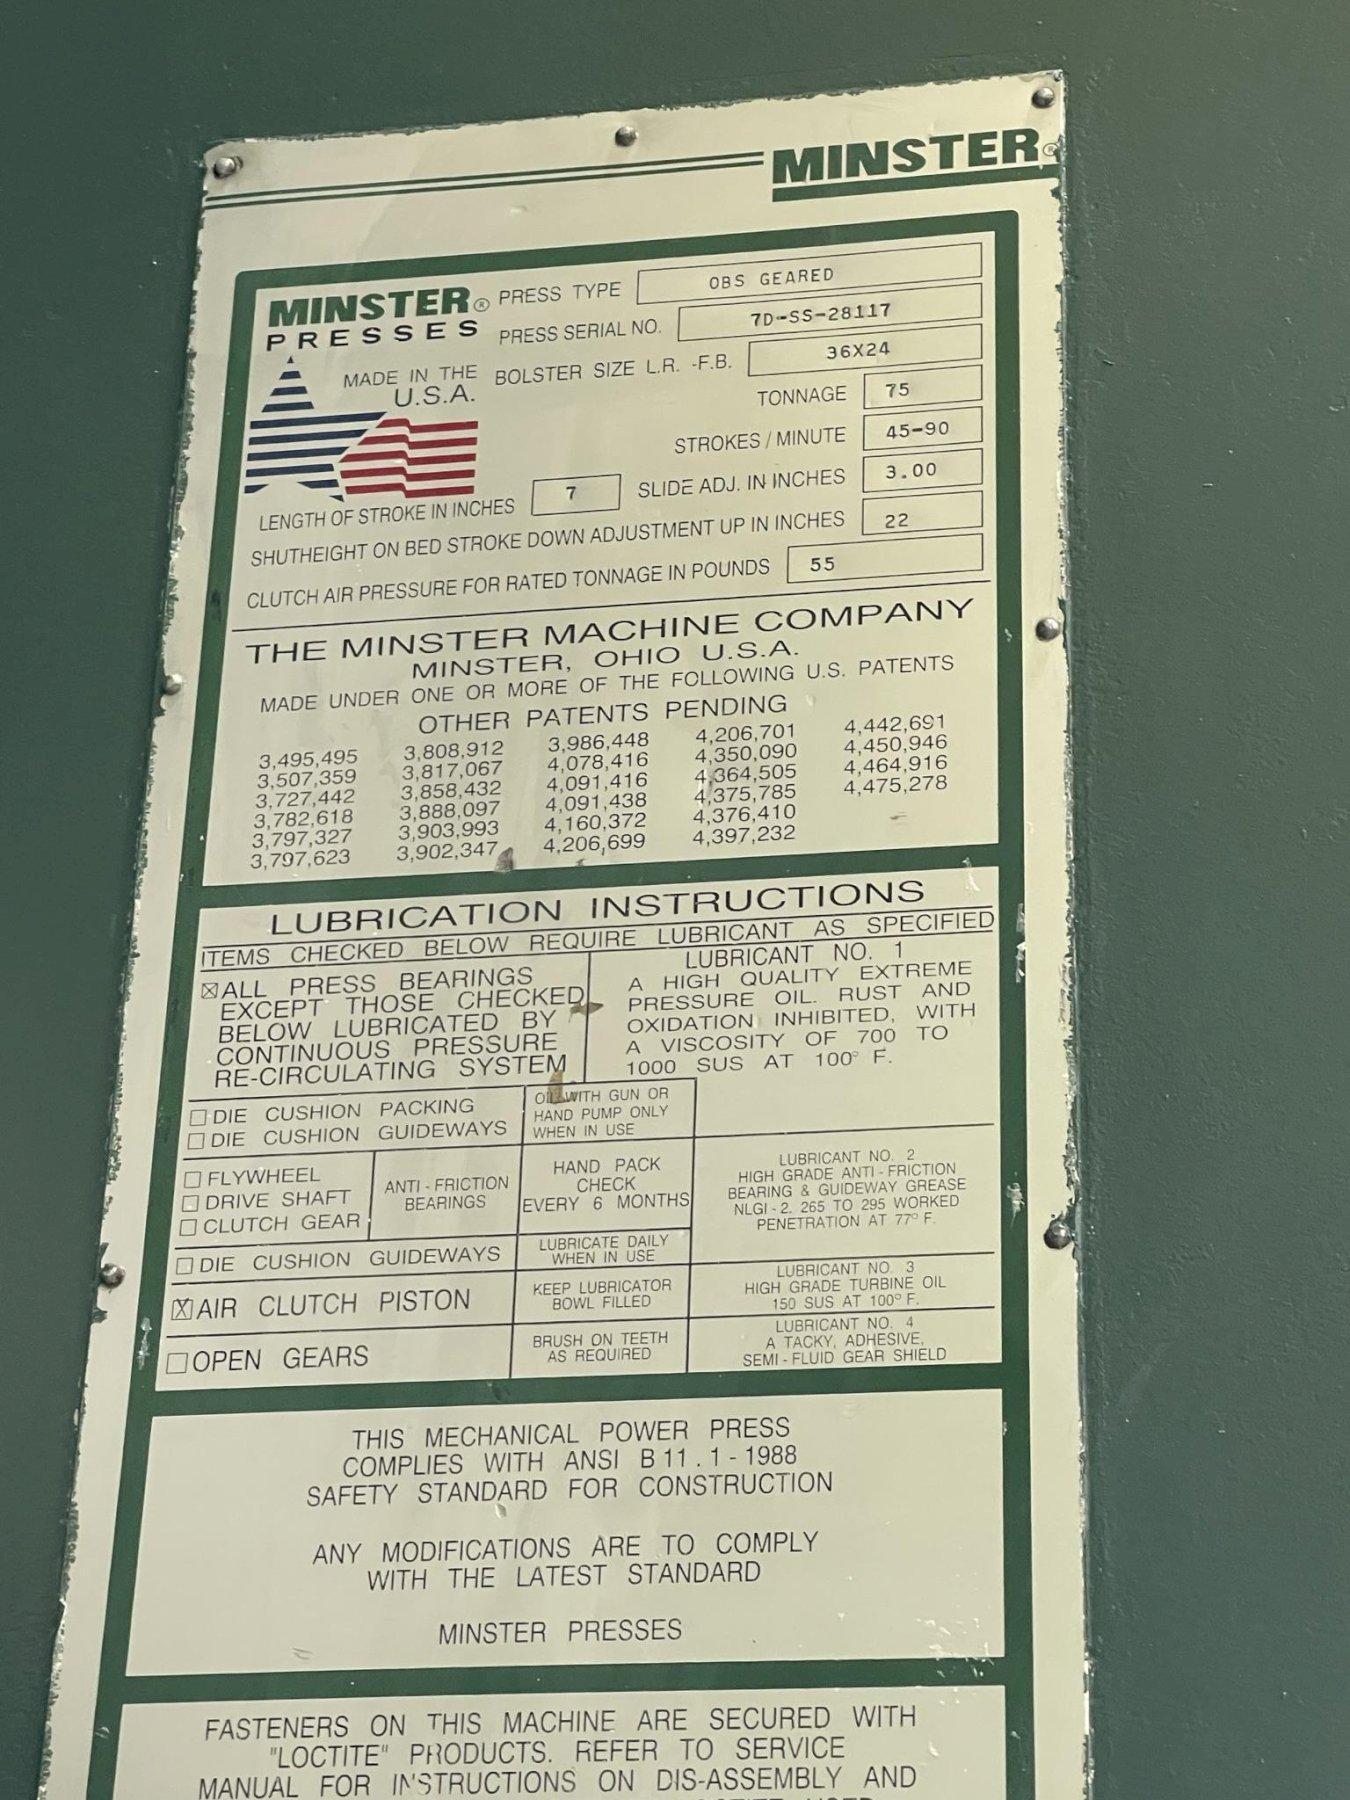 MINSTER®
MINSTER® PRESSES
PRESS TYPE OBS GEARED
PRESS SERIAL NO. 7D-SS-28117
MADE IN THE U.S.A.
BOLSTER SIZE L.R. -F.B. 36X24
TONNAGE 75
STROKES / MINUTE 45-90
LENGTH OF STROKE IN INCHES 7 SLIDE ADJ. IN INCHES 3.00
SHUTHEIGHT ON BED STROKE DOWN ADJUSTMENT UP IN INCHES 22
CLUTCH AIR PRESSURE FOR RATED TONNAGE IN POUNDS 55
THE MINSTER MACHINE COMPANY
MINSTER, OHIO U.S.A.
MADE UNDER ONE OR MORE OF THE FOLLOWING U.S. PATENTS
OTHER PATENTS PENDING
3,495,495 3,808,912 3,986,448 4,206,701 4,442,691
3,507,359 3,817,067 4,078,416 4,350,090 4,450,946
3,727,442 3,858,432 4,091,416 4,364,505 4,464,916
3,782,618 3,888,097 4,091,438 4,375,785 4,475,278
3,797,327 3,903,993 4,160,372 4,376,410
3,797,623 3,902,347 4,206,699 4,397,232
LUBRICATION INSTRUCTIONS
ITEMS CHECKED BELOW REQUIRE LUBRICANT AS SPECIFIED
☒ ALL PRESS BEARINGS
EXCEPT THOSE CHECKED
BELOW LUBRICATED BY
CONTINUOUS PRESSURE
RE-CIRCULATING SYSTEM
LUBRICANT NO. 1
A HIGH QUALITY EXTREME
PRESSURE OIL. RUST AND
OXIDATION INHIBITED, WITH
A VISCOSITY OF 700 TO
1000 SUS AT 100° F.
☐ DIE CUSHION PACKING
☐ DIE CUSHION GUIDEWAYS
OIL WITH GUN OR
HAND PUMP ONLY
WHEN IN USE
☐ FLYWHEEL
☐ DRIVE SHAFT
☐ CLUTCH GEAR
ANTI - FRICTION
BEARINGS
HAND PACK
CHECK
EVERY 6 MONTHS
LUBRICANT NO. 2
HIGH GRADE ANTI - FRICTION
BEARING & GUIDEWAY GREASE
NLGI - 2. 265 TO 295 WORKED
PENETRATION AT 77° F.
☐ DIE CUSHION GUIDEWAYS
LUBRICATE DAILY
WHEN IN USE
☒ AIR CLUTCH PISTON
KEEP LUBRICATOR
BOWL FILLED
LUBRICANT NO. 3
HIGH GRADE TURBINE OIL
150 SUS AT 100° F.
☐ OPEN GEARS
BRUSH ON TEETH
AS REQUIRED
LUBRICANT NO. 4
A TACKY, ADHESIVE,
SEMI - FLUID GEAR SHIELD
THIS MECHANICAL POWER PRESS
COMPLIES WITH ANSI B 11 . 1 - 1988
SAFETY STANDARD FOR CONSTRUCTION
ANY MODIFICATIONS ARE TO COMPLY
WITH THE LATEST STANDARD
MINSTER PRESSES
FASTENERS ON THIS MACHINE ARE SECURED WITH
"LOCTITE" PRODUCTS. REFER TO SERVICE
MANUAL FOR INSTRUCTIONS ON DIS-ASSEMBLY AND